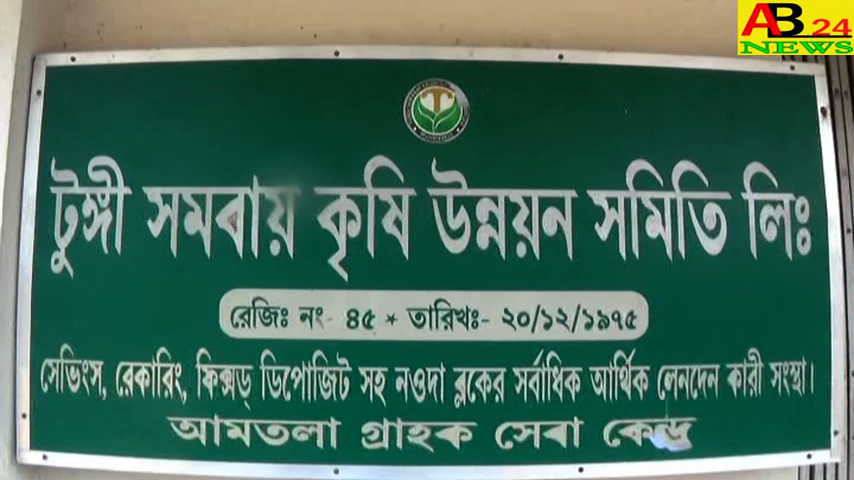 AB 24
NEWS
টুঙ্গী সমবায় কৃষি উন্নয়ন সমিতি লিঃ
রেজিঃ নং- ৪৫ * তারিখঃ- ২০/১২/১৯৭৫
সেভিংস, রেকারিং, ফিক্সড্ ডিপোজিট সহ নওদা ব্লকের সর্বাধিক আর্থিক লেনদেন কারী সংস্থা।
আমতলা গ্রাহক সেবা কেন্দ্র